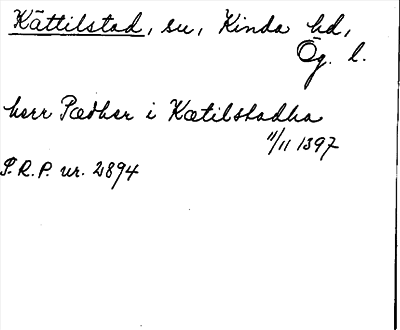 Kättilstad, sn, Kinda hd,
Ög. l.
herr Pædher i Kætilstadha
11/11 1397
S.R.P. nr. 2894